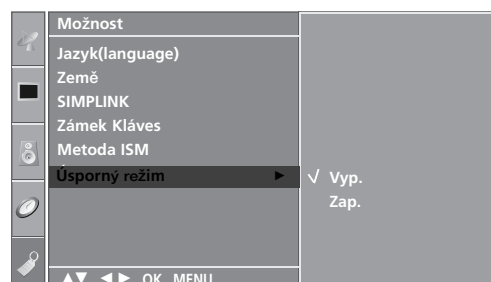 Možnost
Jazyk(language)
Země
SIMPLINK
Zámek Kláves
Metoda ISM
Úsporný režim ► √ Vyp.
Zap.
▲▼ ◄► OK MENU